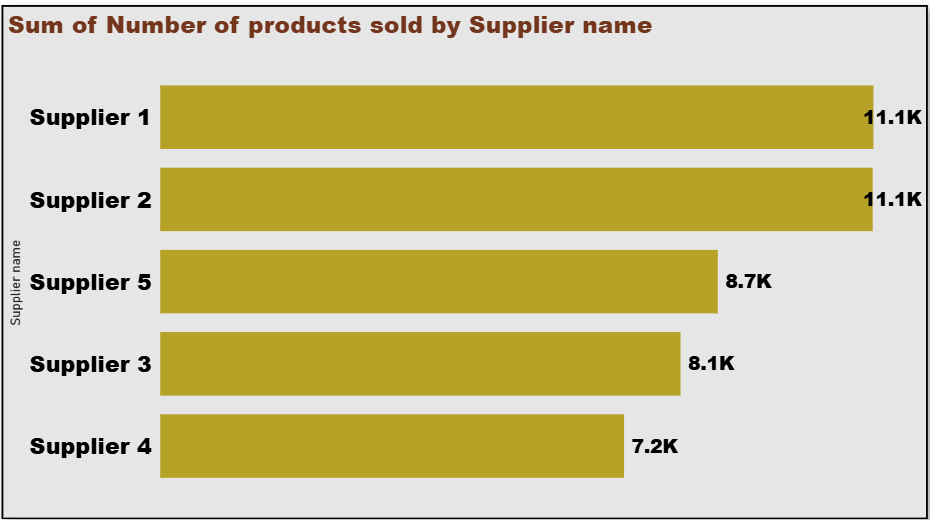 Sum of Number of products sold by Supplier name
Supplier name
Supplier 1 11.1K
Supplier 2 11.1K
Supplier 5 8.7K
Supplier 3 8.1K
Supplier 4 7.2K